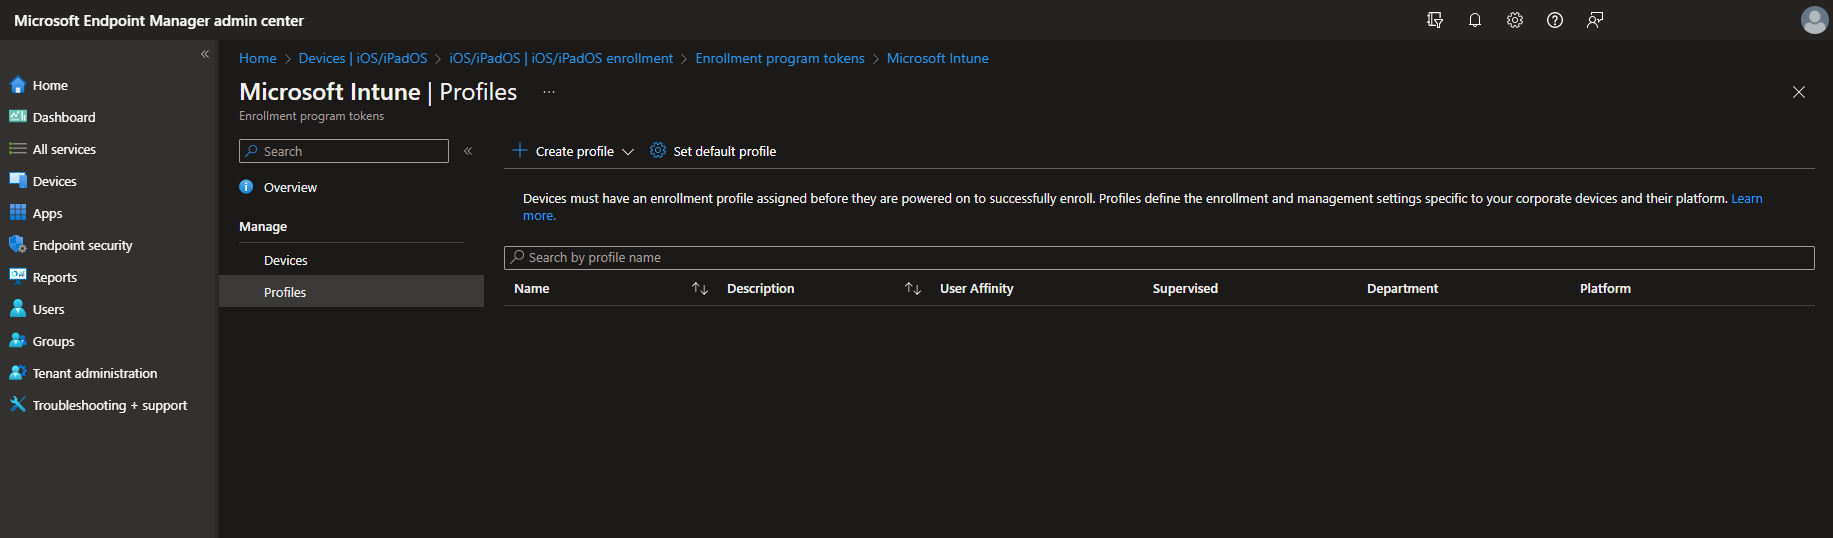 Microsoft Endpoint Manager admin center
Home
Dashboard
All services
Devices
Apps
Endpoint security
Reports
Users
Groups
Tenant administration
Troubleshooting + support
Home > Devices | iOS/iPadOS > iOS/iPadOS | iOS/iPadOS enrollment > Enrollment program tokens > Microsoft Intune
Microsoft Intune | Profiles ...
Enrollment program tokens
Search
Overview
Manage
Devices
Profiles
Create profile Set default profile
Devices must have an enrollment profile assigned before they are powered on to successfully enroll. Profiles define the enrollment and management settings specific to your corporate devices and their platform. Learn
more.
Search by profile name
Name Description User Affinity Supervised Department Platform